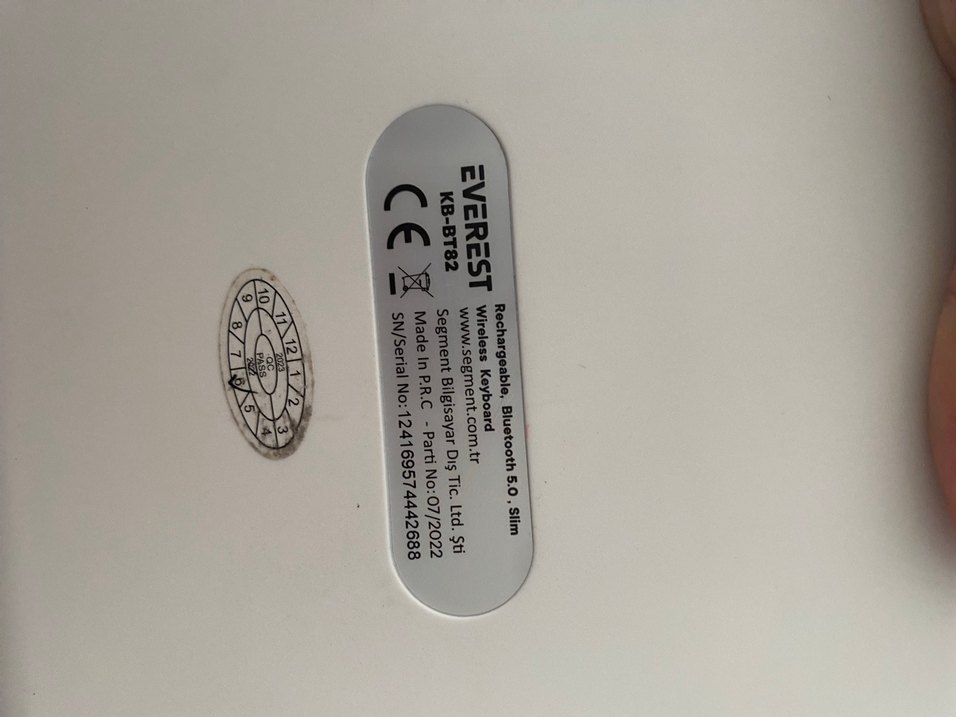 EVEREST
KB-BT82
CE
Rechargeable, Bluetooth 5.0, Slim
Wireless Keyboard
www.segment.com.tr
Segment Bilgisayar Dış Tic. Ltd. Şti
Made In P.R.C - Parti No:07/2022
SN/Serial No:124169574442688
12
1
2
3
4
5
6
7
8
9
10
11
2023
QC
PASS
2022